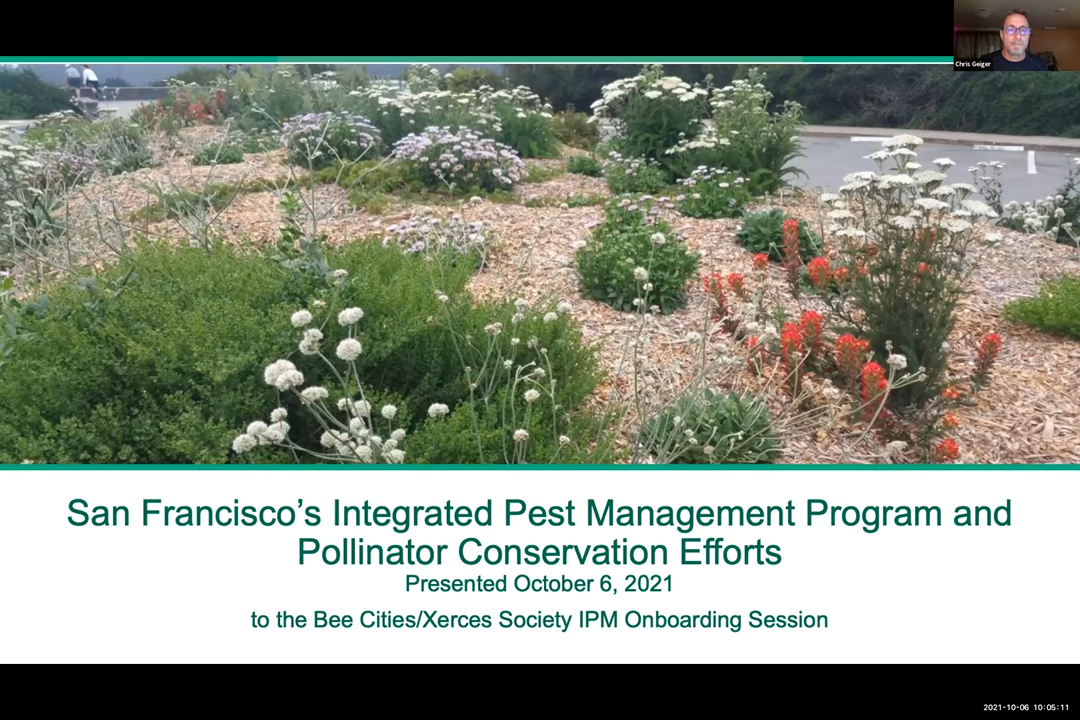 Chris Geiger
San Francisco’s Integrated Pest Management Program and
Pollinator Conservation Efforts
Presented October 6, 2021
to the Bee Cities/Xerces Society IPM Onboarding Session
2021-10-06 10:05:11